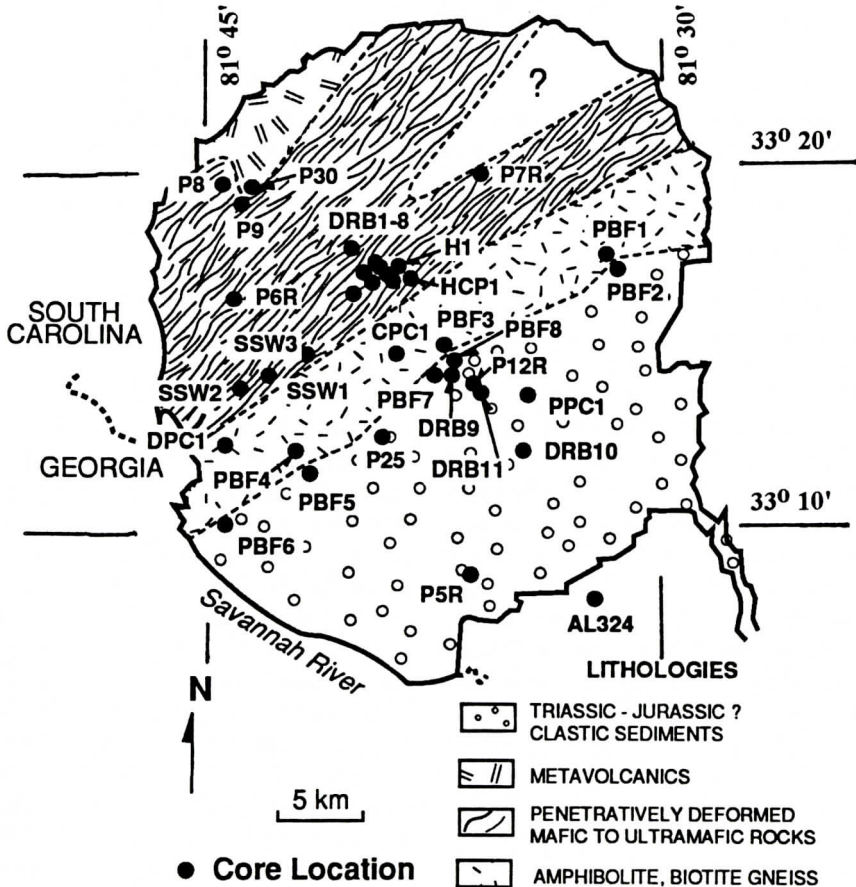 81° 45'
81° 30'
?
33° 20'
P8
P30
P7R
P9
DRB1-8
H1
PBF1
HCP1
PBF2
P6R
SOUTH
CAROLINA
PBF3
PBF8
CPC1
SSW3
P12R
SSW2
SSW1
PBF7
PPC1
DPC1
DRB9
GEORGIA
P25
DRB11
DRB10
PBF4
PBF5
33° 10'
PBF6
P5R
AL324
Savannah River
N
LITHOLOGIES
TRIASSIC - JURASSIC ?
CLASTIC SEDIMENTS
METAVOLCANICS
5 km
PENETRATIVELY DEFORMED
MAFIC TO ULTRAMAFIC ROCKS
Core Location
AMPHIBOLITE, BIOTITE GNEISS